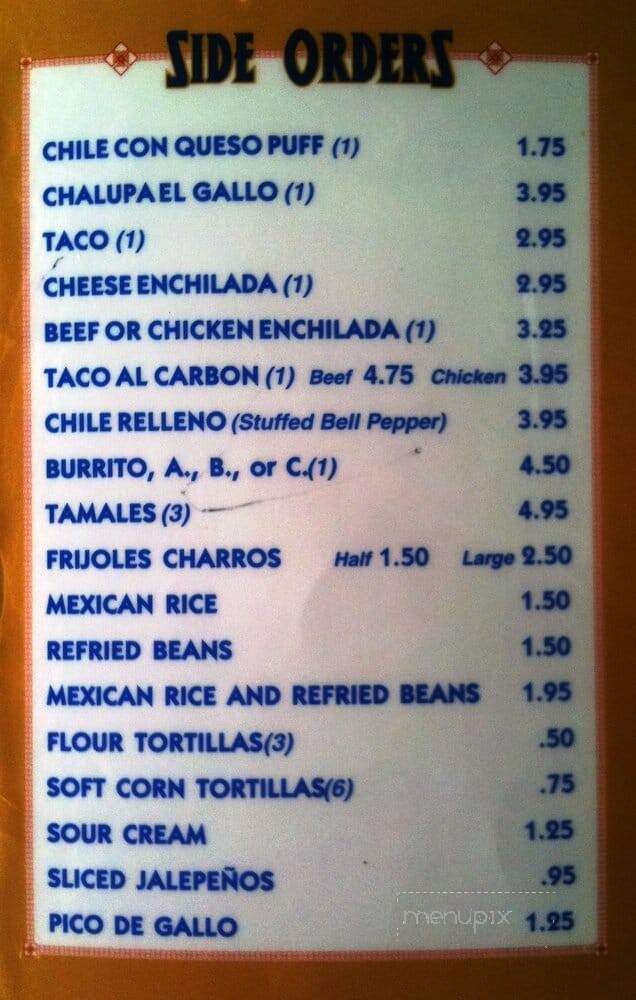 SIDE ORDERS
CHILE CON QUESO PUFF (1) 1.75
CHALUPA EL GALLO (1) 3.95
TACO (1) 2.95
CHEESE ENCHILADA (1) 2.95
BEEF OR CHICKEN ENCHILADA (1) 3.25
TACO AL CARBON (1) Beef 4.75 Chicken 3.95
CHILE RELLENO (Stuffed Bell Pepper) 3.95
BURRITO, A., B., or C.(1) 4.50
TAMALES (3) 4.95
FRIJOLES CHARROS Half 1.50 Large 2.50
MEXICAN RICE 1.50
REFRIED BEANS 1.50
MEXICAN RICE AND REFRIED BEANS 1.95
FLOUR TORTILLAS(3) .50
SOFT CORN TORTILLAS(6) .75
SOUR CREAM 1.25
SLICED JALEPEÑOS .95
PICO DE GALLO 1.25
menupix